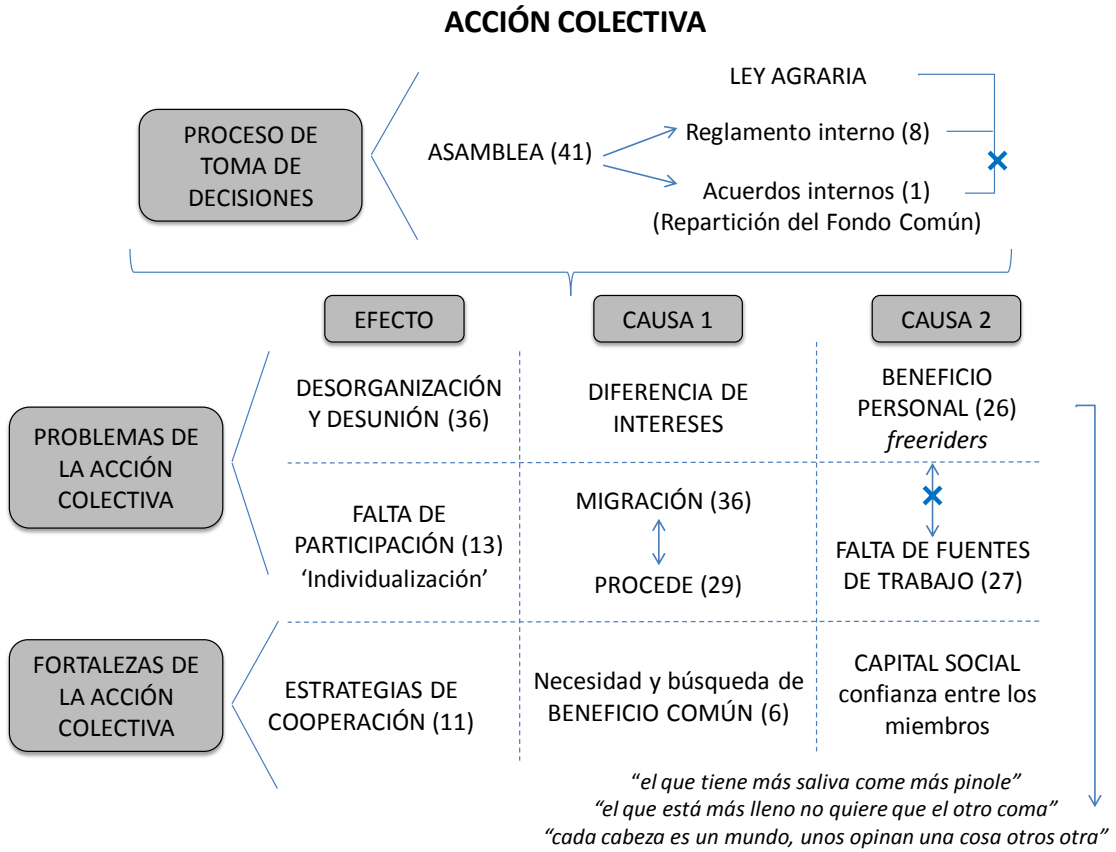 ACCIÓN COLECTIVA
PROCESO DE
TOMA DE
DECISIONES
ASAMBLEA (41)
LEY AGRARIA
Reglamento interno (8)
Acuerdos internos (1)
(Repartición del Fondo Común)
EFECTO
CAUSA 1
CAUSA 2
PROBLEMAS DE
LA ACCIÓN
COLECTIVA
DESORGANIZACIÓN
Y DESUNIÓN (36)
DIFERENCIA DE
INTERESES
BENEFICIO
PERSONAL (26)
freeriders
FALTA DE
PARTICIPACIÓN (13)
‘Individualización’
MIGRACIÓN (36)
PROCEDE (29)
FALTA DE FUENTES
DE TRABAJO (27)
FORTALEZAS DE
LA ACCIÓN
COLECTIVA
ESTRATEGIAS DE
COOPERACIÓN (11)
Necesidad y búsqueda de
BENEFICIO COMÚN (6)
CAPITAL SOCIAL
confianza entre los
miembros
“el que tiene más saliva come más pinole”
“el que está más lleno no quiere que el otro coma”
“cada cabeza es un mundo, unos opinan una cosa otros otra”